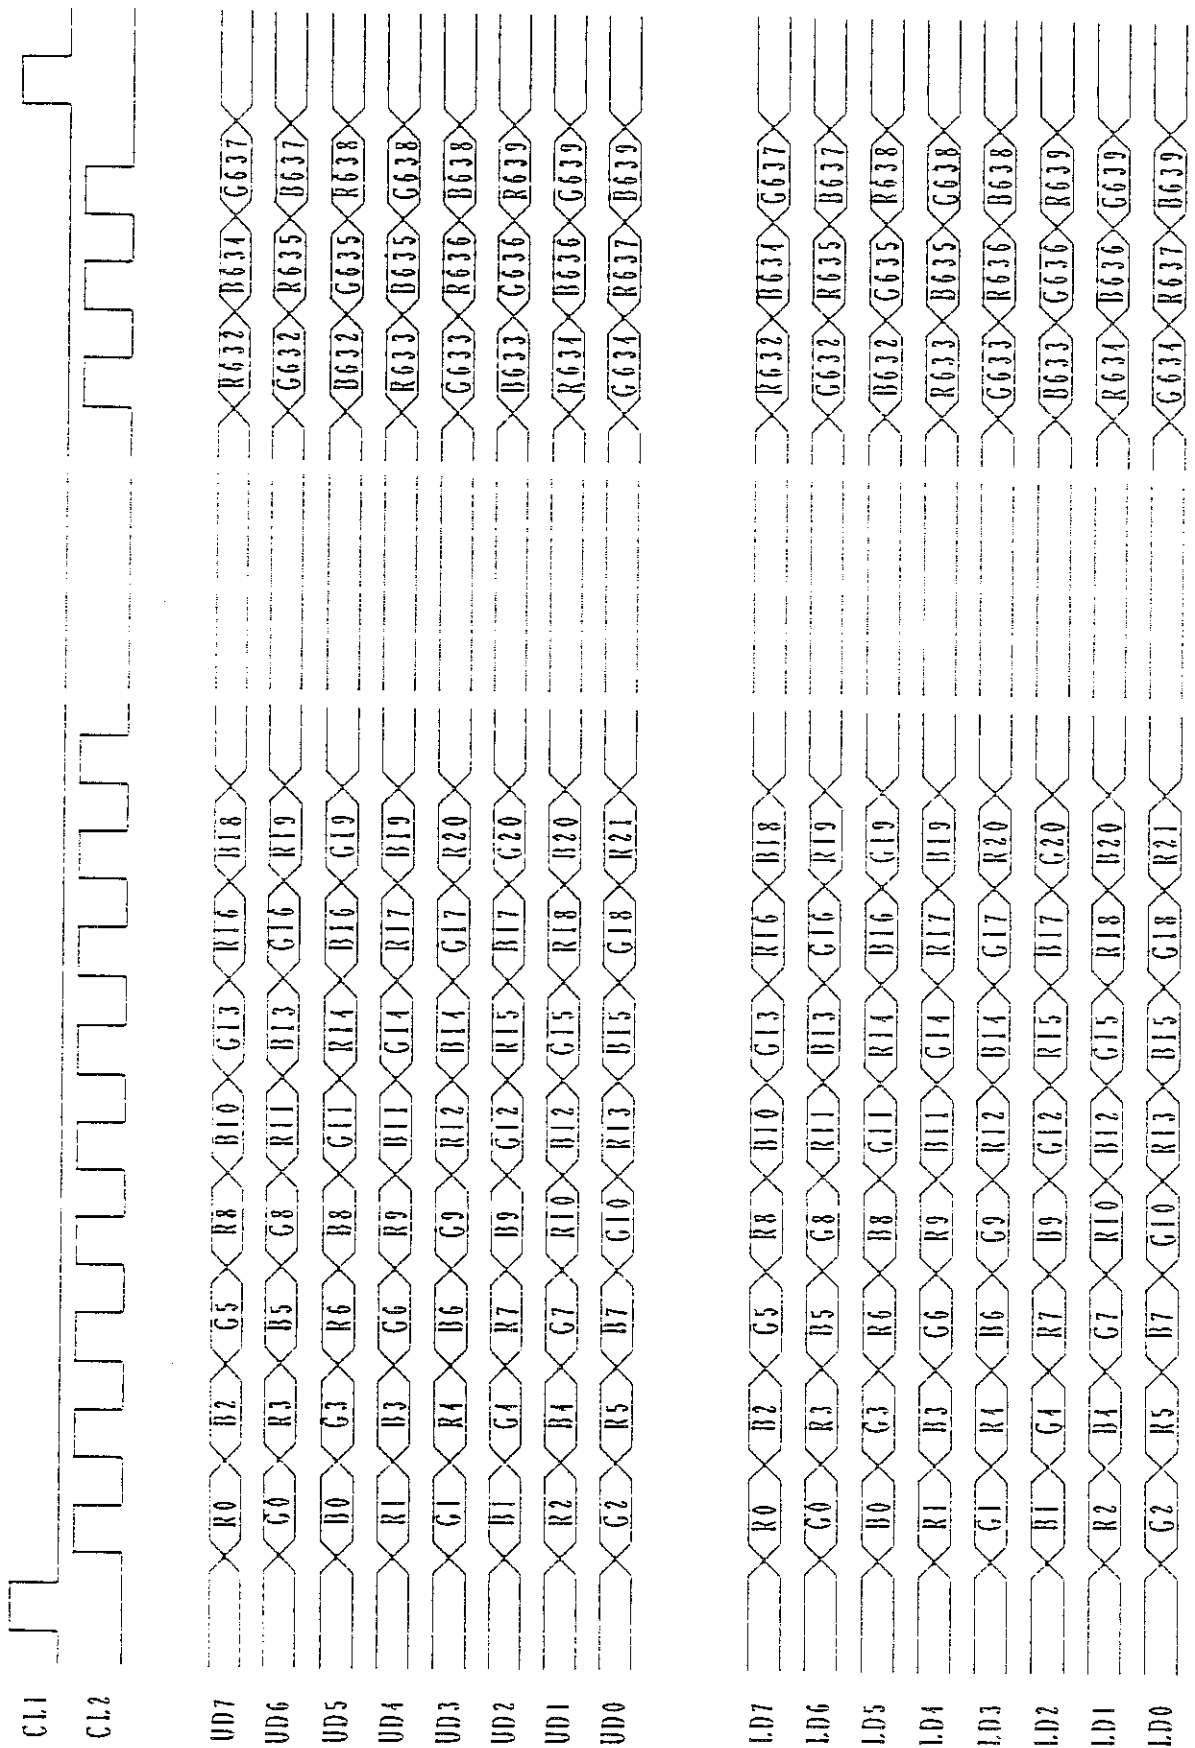 CL1
CL2
UD7 R0 B2 G5 R8 B10 G13 R16 B18 R632 B634 G637
UD6 G0 R3 B5 G8 R11 B13 G16 R19 G632 R635 B637
UD5 B0 G3 R6 B8 G11 R14 B16 G19 B632 G635 R638
UD4 R1 B3 G6 R9 B11 G14 R17 B19 R633 B635 G638
UD3 G1 R4 B6 G9 R12 B14 G17 R20 G633 R636 B638
UD2 B1 G4 R7 B9 G12 R15 B17 G20 B633 G636 R639
UD1 R2 B4 G7 R10 B12 G15 R18 B20 R634 B636 G639
UD0 G2 R5 B7 G10 R13 B15 G18 R21 G634 R637 B639
LD7 R0 B2 G5 R8 B10 G13 R16 B18 R632 B634 G637
LD6 G0 R3 B5 G8 R11 B13 G16 R19 G632 R635 B637
LD5 B0 G3 R6 B8 G11 R14 B16 G19 B632 G635 R638
LD4 R1 B3 G6 R9 B11 G14 R17 B19 R633 B635 G638
LD3 G1 R4 B6 G9 R12 B14 G17 R20 G633 R636 B638
LD2 B1 G4 R7 B9 G12 R15 B17 G20 B633 G636 R639
LD1 R2 B4 G7 R10 B12 G15 R18 B20 R634 B636 G639
LD0 G2 R5 B7 G10 R13 B15 G18 R21 G634 R637 B639